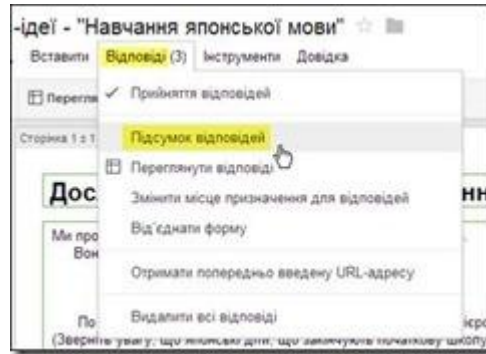 -ідеї - "Навчання японської мови"
Вставити Відповіді (3) Інструменти Довідка
Перегля ✓ Прийняття відповідей
Сторінка 1 з 1
Підсумок відповідей
Переглянути відповіді
Дос
Змінити місце призначення для відповідей
нн
Ми про
Від'єднати форму
Вон
Отримати попередньо введену URL-адресу
Видалити всі відповіді
По
(Зверніть увагу, що японські діти, що закінчують початкову школу